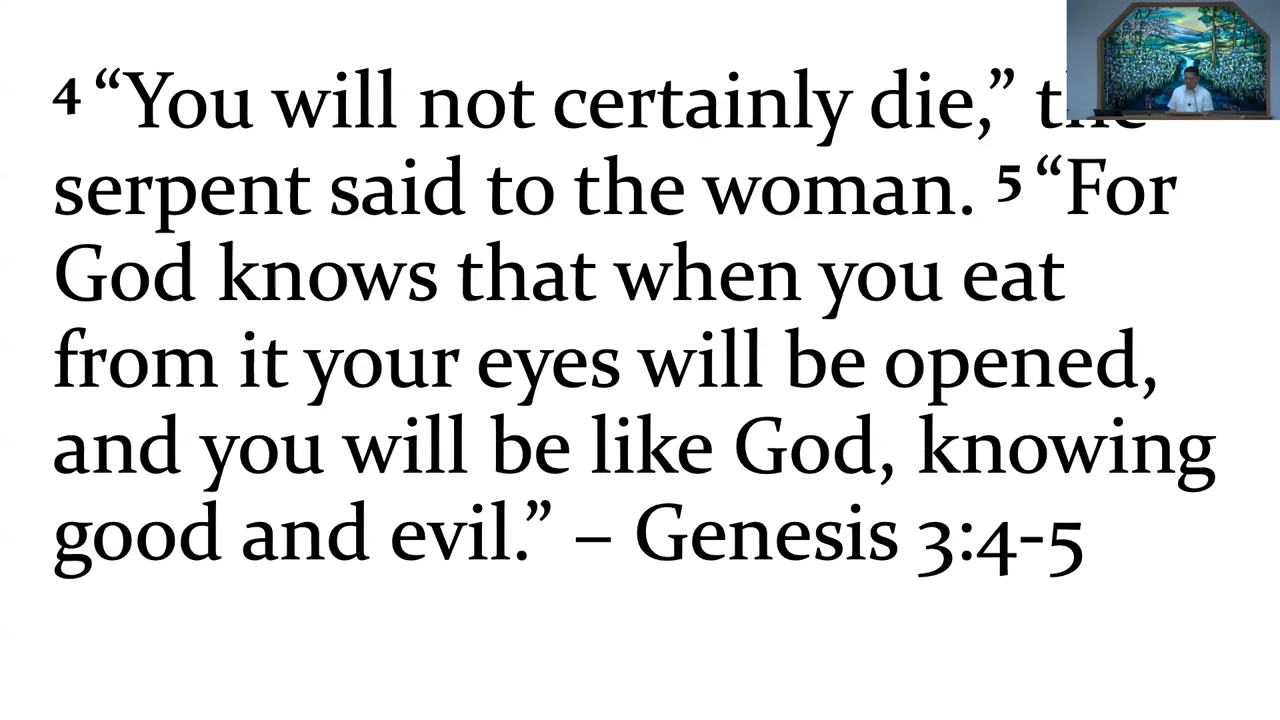 4 “You will not certainly die,” the
serpent said to the woman. 5 “For
God knows that when you eat
from it your eyes will be opened,
and you will be like God, knowing
good and evil.” – Genesis 3:4-5